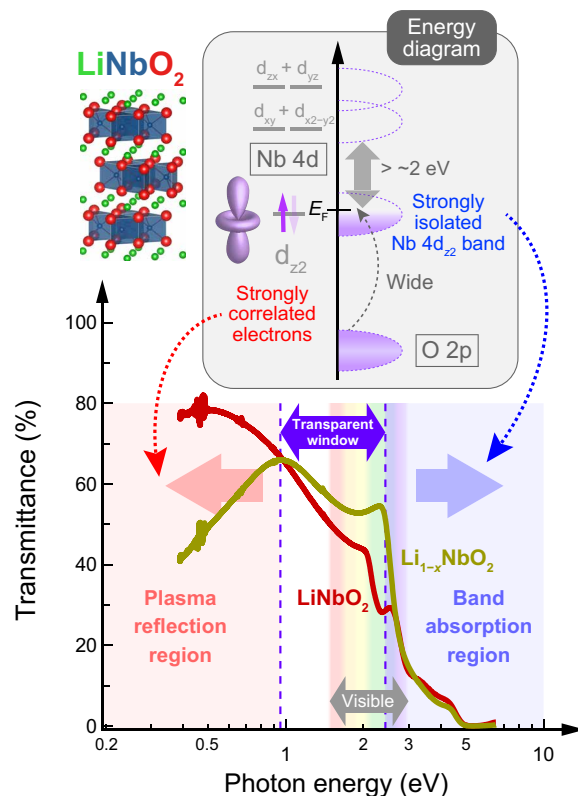 Energy
diagram
LiNbO2
dzx + dyz
dxy + dx2−y2
Nb 4d
> ~2 eV
EF
Strongly
isolated
Nb 4dz2 band
dz2
Wide
Strongly
correlated
electrons
O 2p
100
80
60
40
20
0
Transmittance (%)
Transparent
window
Li1−xNbO2
LiNbO2
Plasma
reflection
region
Band
absorption
region
Visible
0.2
0.5
1
2
3
5
10
Photon energy (eV)